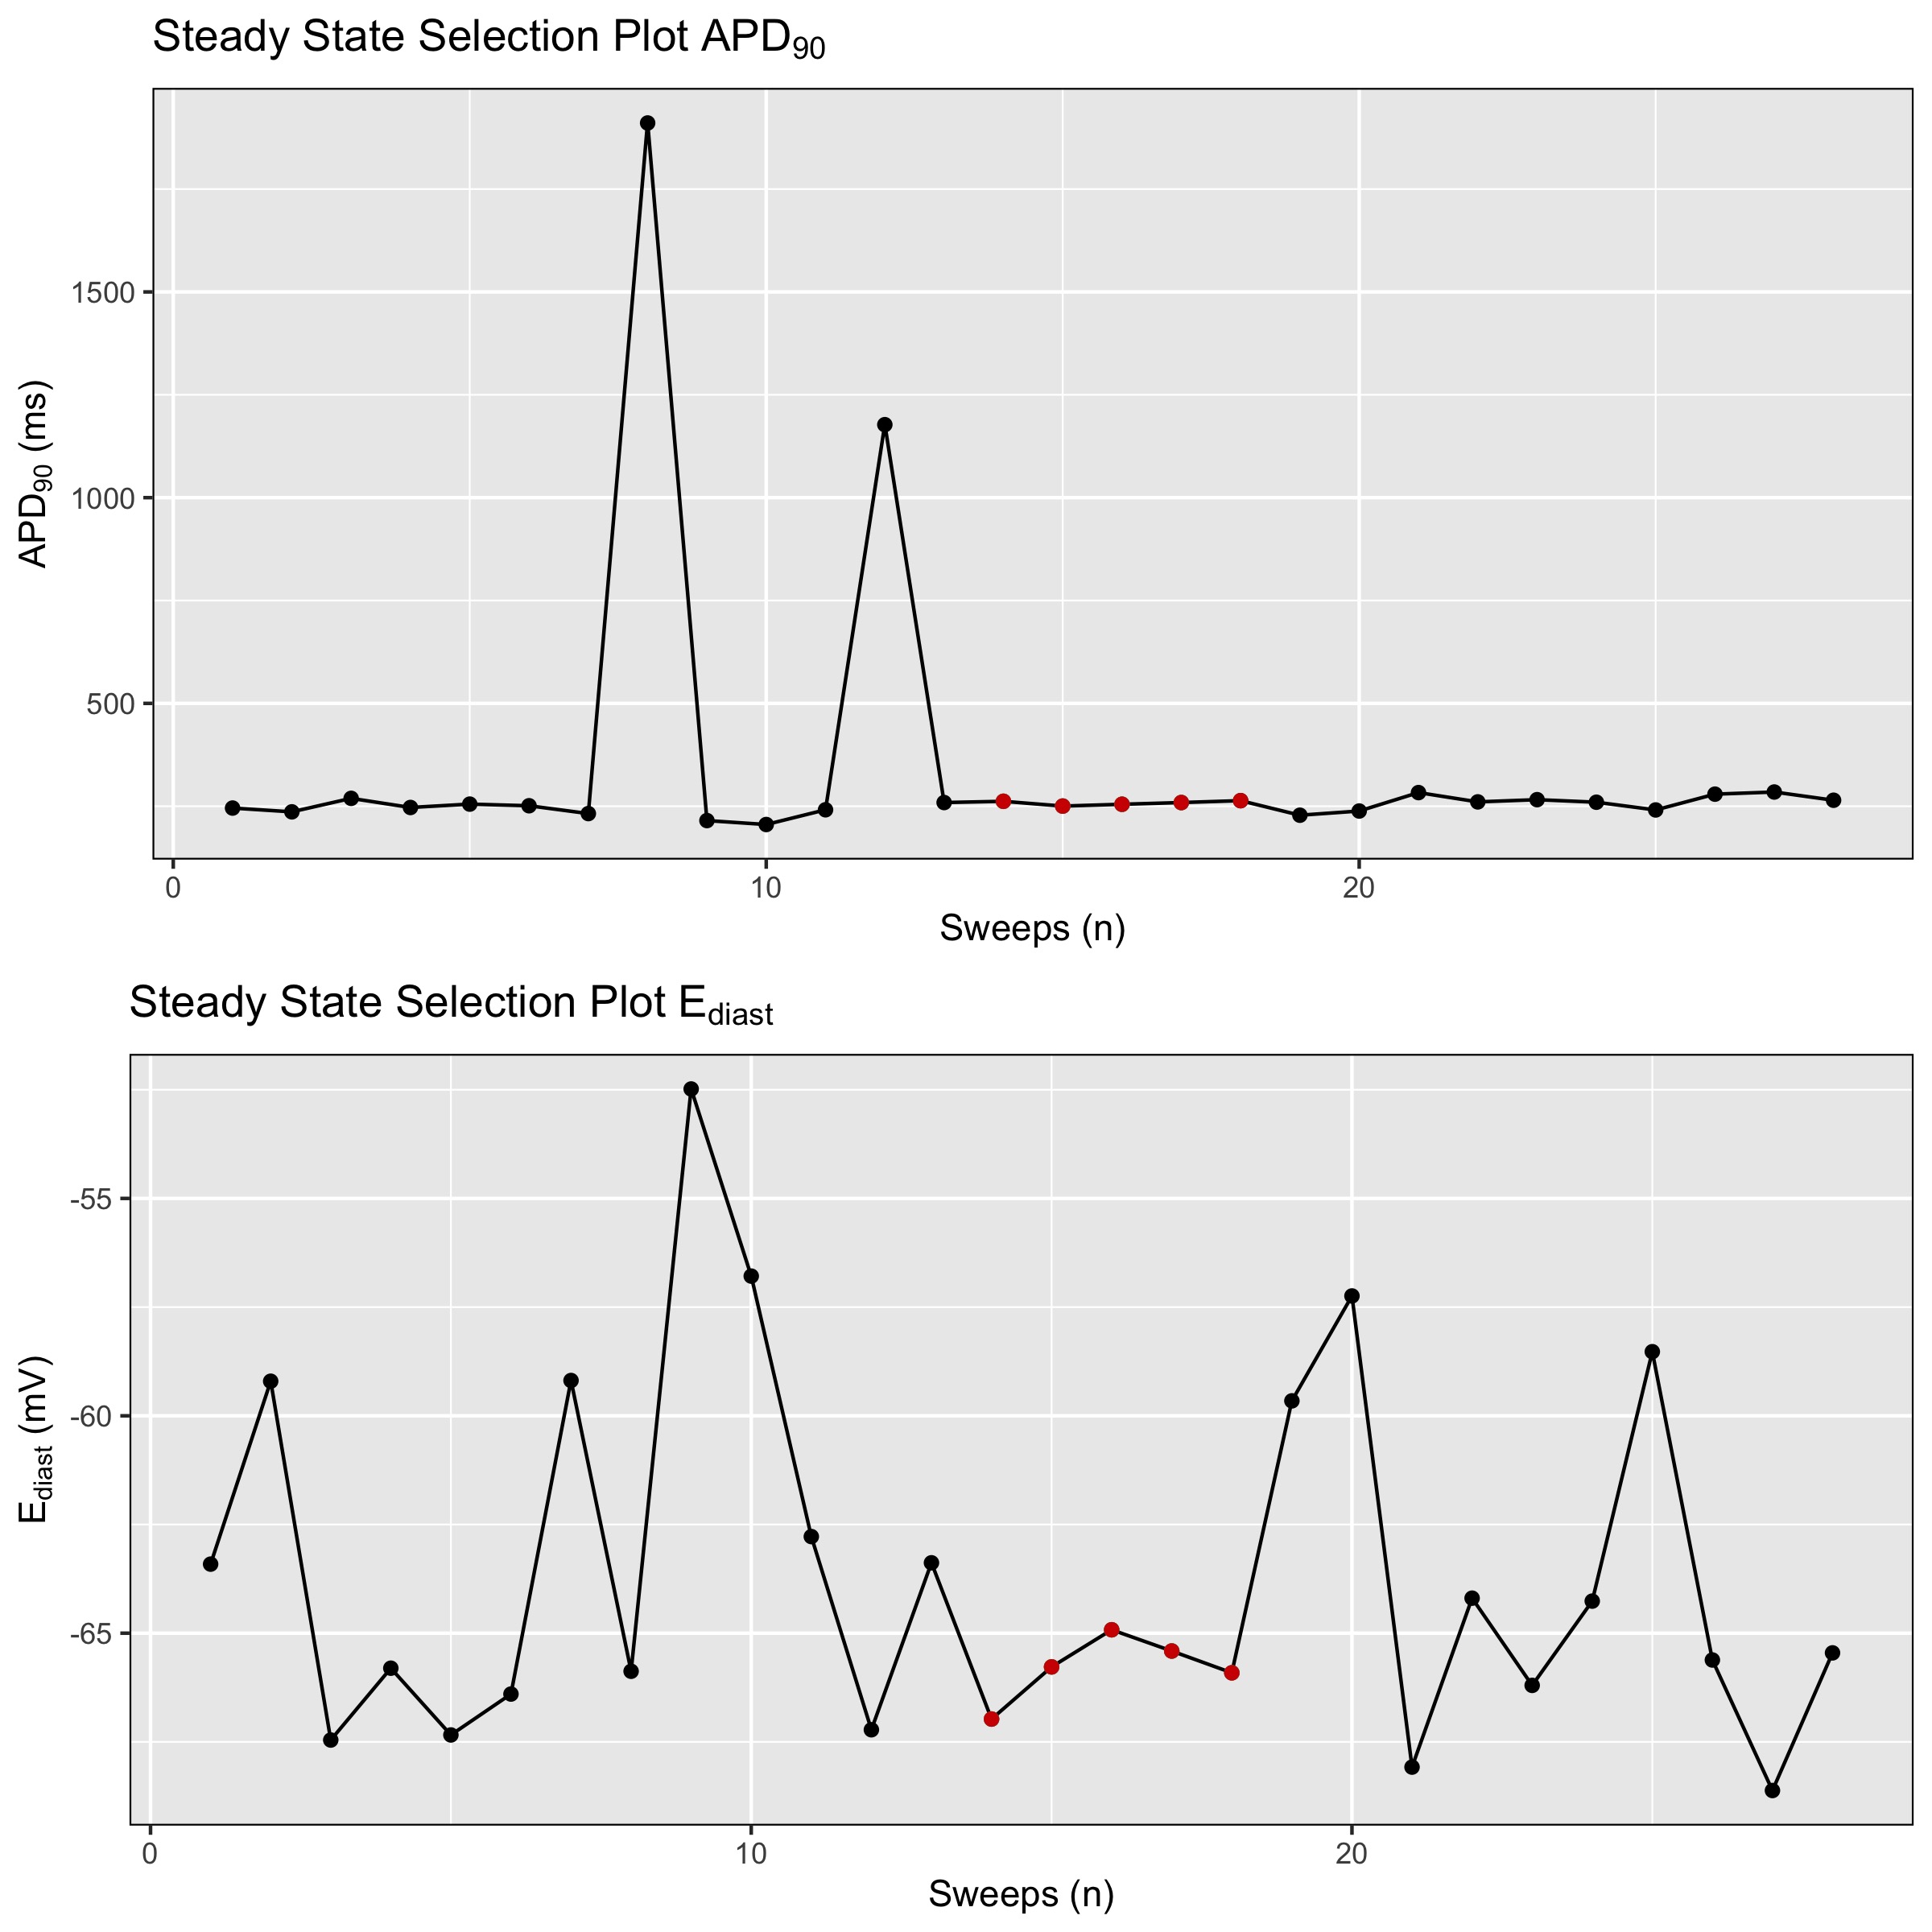 Steady State Selection Plot APD90
APD90 (ms)
1500
1000
500
0 10 20
Sweeps (n)
Steady State Selection Plot Ediast
Ediast (mV)
-55
-60
-65
0 10 20
Sweeps (n)